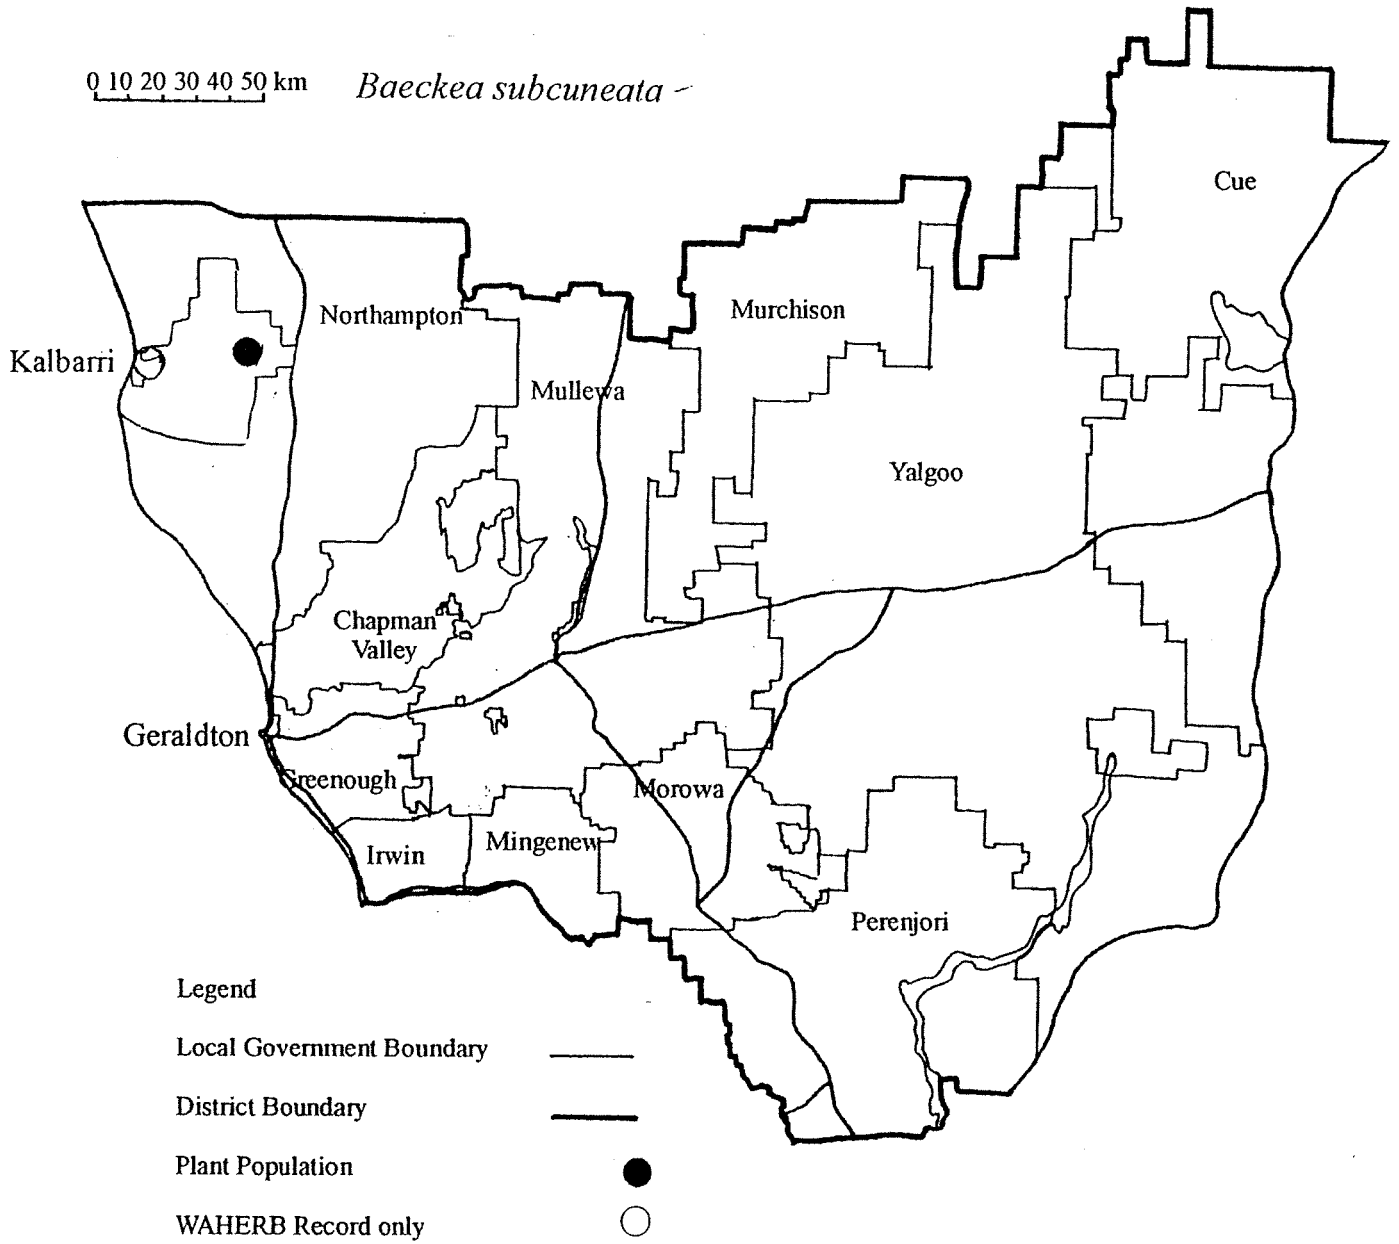 0 10 20 30 40 50 km
Baeckea subcuneata
Cue
Northampton
Murchison
Kalbarri
Mullewa
Yalgoo
Chapman
Valley
Geraldton
Greenough
Morowa
Irwin
Mingenew
Perenjori
Legend
Local Government Boundary
District Boundary
Plant Population
WAHERB Record only